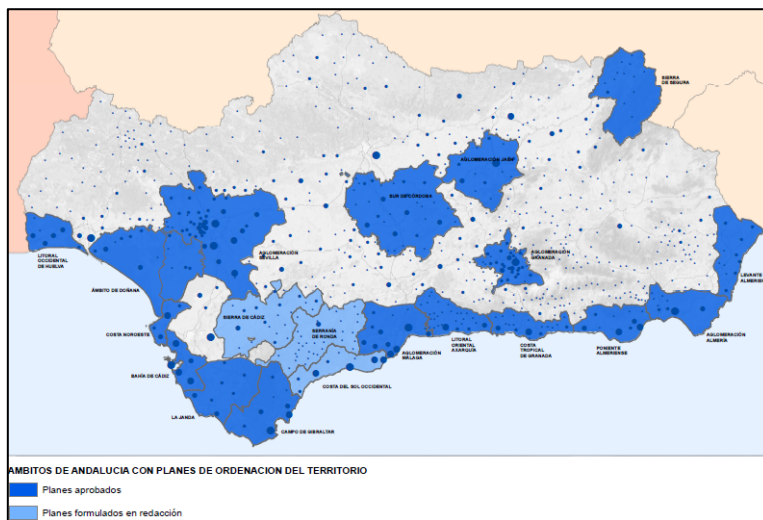 SIERRA
DE SEGURA
AGLOMERACIÓN JAÉN
SUR DE CÓRDOBA
LITORAL
OCCIDENTAL
DE HUELVA
AGLOMERACIÓN
SEVILLA
AGLOMERACIÓN
GRANADA
LEVANTE
ALMERIENSE
ÁMBITO DE DOÑANA
SIERRA DE CÁDIZ
COSTA NOROESTE
SERRANÍA
DE RONDA
AGLOMERACIÓN
MÁLAGA
LITORAL
ORIENTAL
AXARQUÍA
COSTA
TROPICAL
DE GRANADA
PONIENTE
ALMERIENSE
AGLOMERACIÓN
ALMERÍA
BAHÍA DE CÁDIZ
COSTA DEL SOL OCCIDENTAL
LA JANDA
CAMPO DE GIBRALTAR
AMBITOS DE ANDALUCIA CON PLANES DE ORDENACION DEL TERRITORIO
Planes aprobados
Planes formulados en redacción